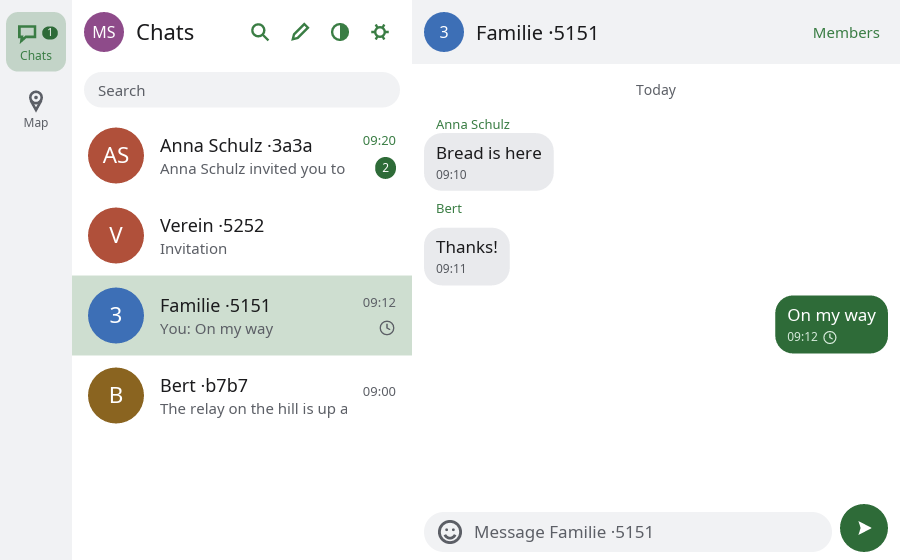 1
Chats
Map
MS
Chats
Search
AS
Anna Schulz ·3a3a
09:20
Anna Schulz invited you to
2
V
Verein ·5252
Invitation
3
Familie ·5151
09:12
You: On my way
B
Bert ·b7b7
09:00
The relay on the hill is up a
3
Familie ·5151
Members
Today
Anna Schulz
Bread is here
09:10
Bert
Thanks!
09:11
On my way
09:12
Message Familie ·5151